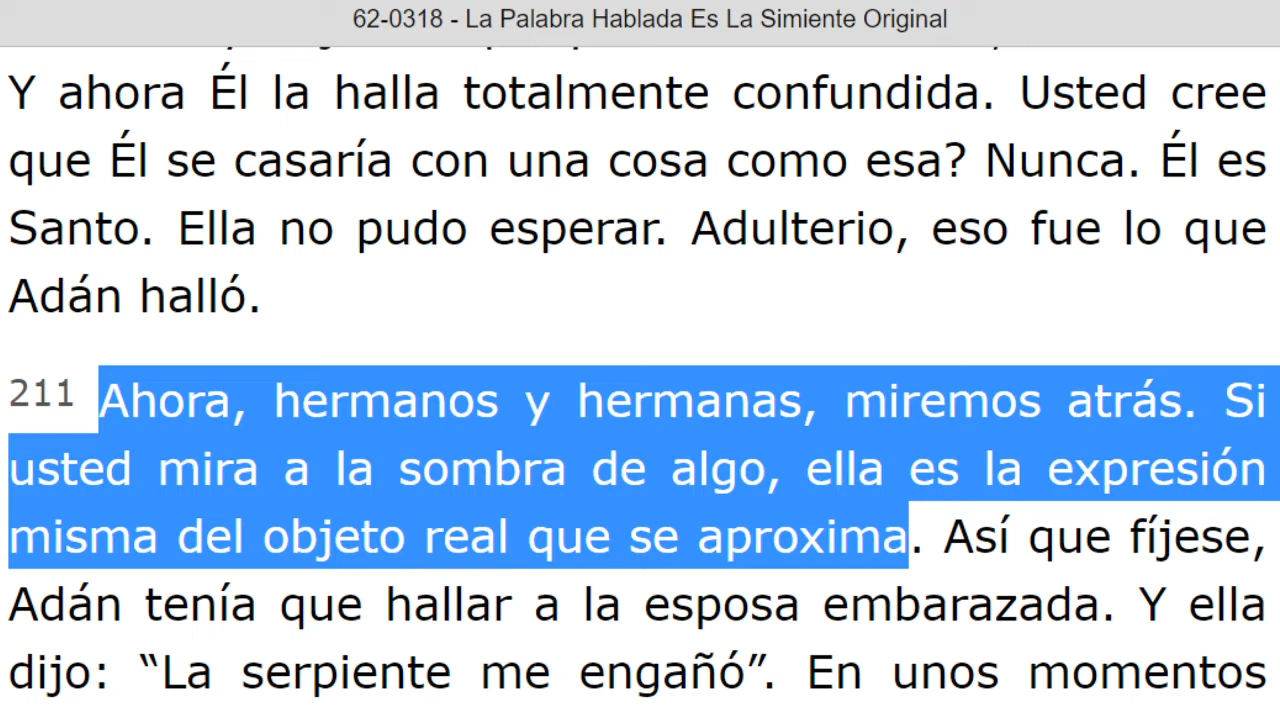 62-0318 - La Palabra Hablada Es La Simiente Original
Y ahora Él la halla totalmente confundida. Usted cree
que Él se casaría con una cosa como esa? Nunca. Él es
Santo. Ella no pudo esperar. Adulterio, eso fue lo que
Adán halló.
211 Ahora, hermanos y hermanas, miremos atrás. Si
usted mira a la sombra de algo, ella es la expresión
misma del objeto real que se aproxima. Así que fíjese,
Adán tenía que hallar a la esposa embarazada. Y ella
dijo: “La serpiente me engañó”. En unos momentos